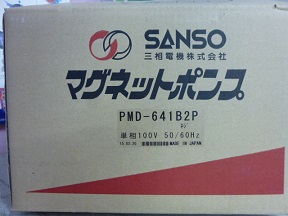 SANSO
三相電機株式会社
マグネットポンプ
PMD-641B2P
単相100V 50/60Hz
MADE IN JAPAN